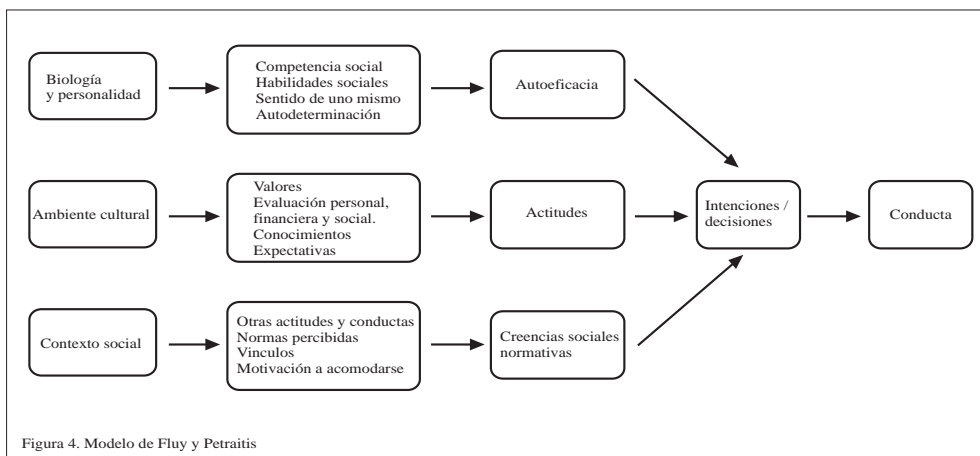 Biología
y personalidad
Competencia social
Habilidades sociales
Sentido de uno mismo
Autodeterminación
Autoeficacia
Ambiente cultural
Valores
Evaluación personal,
financiera y social.
Conocimientos
Expectativas
Actitudes
Intenciones /
decisiones
Conducta
Contexto social
Otras actitudes y conductas
Normas percibidas
Vinculos
Motivación a acomodarse
Creencias sociales
normativas
Figura 4. Modelo de Fluy y Petraitis